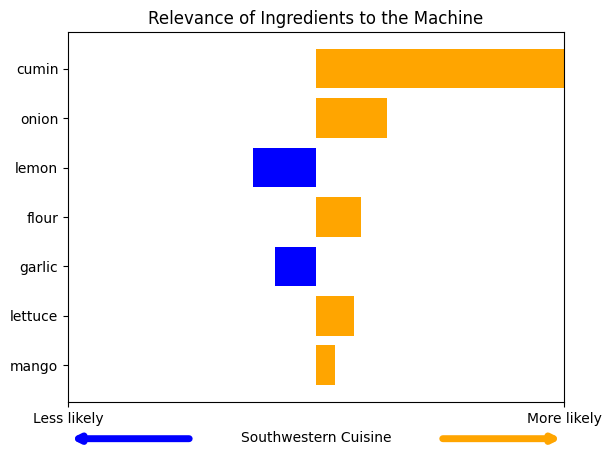 Relevance of Ingredients to the Machine
cumin
onion
lemon
flour
garlic
lettuce
mango
Less likely
More likely
Southwestern Cuisine